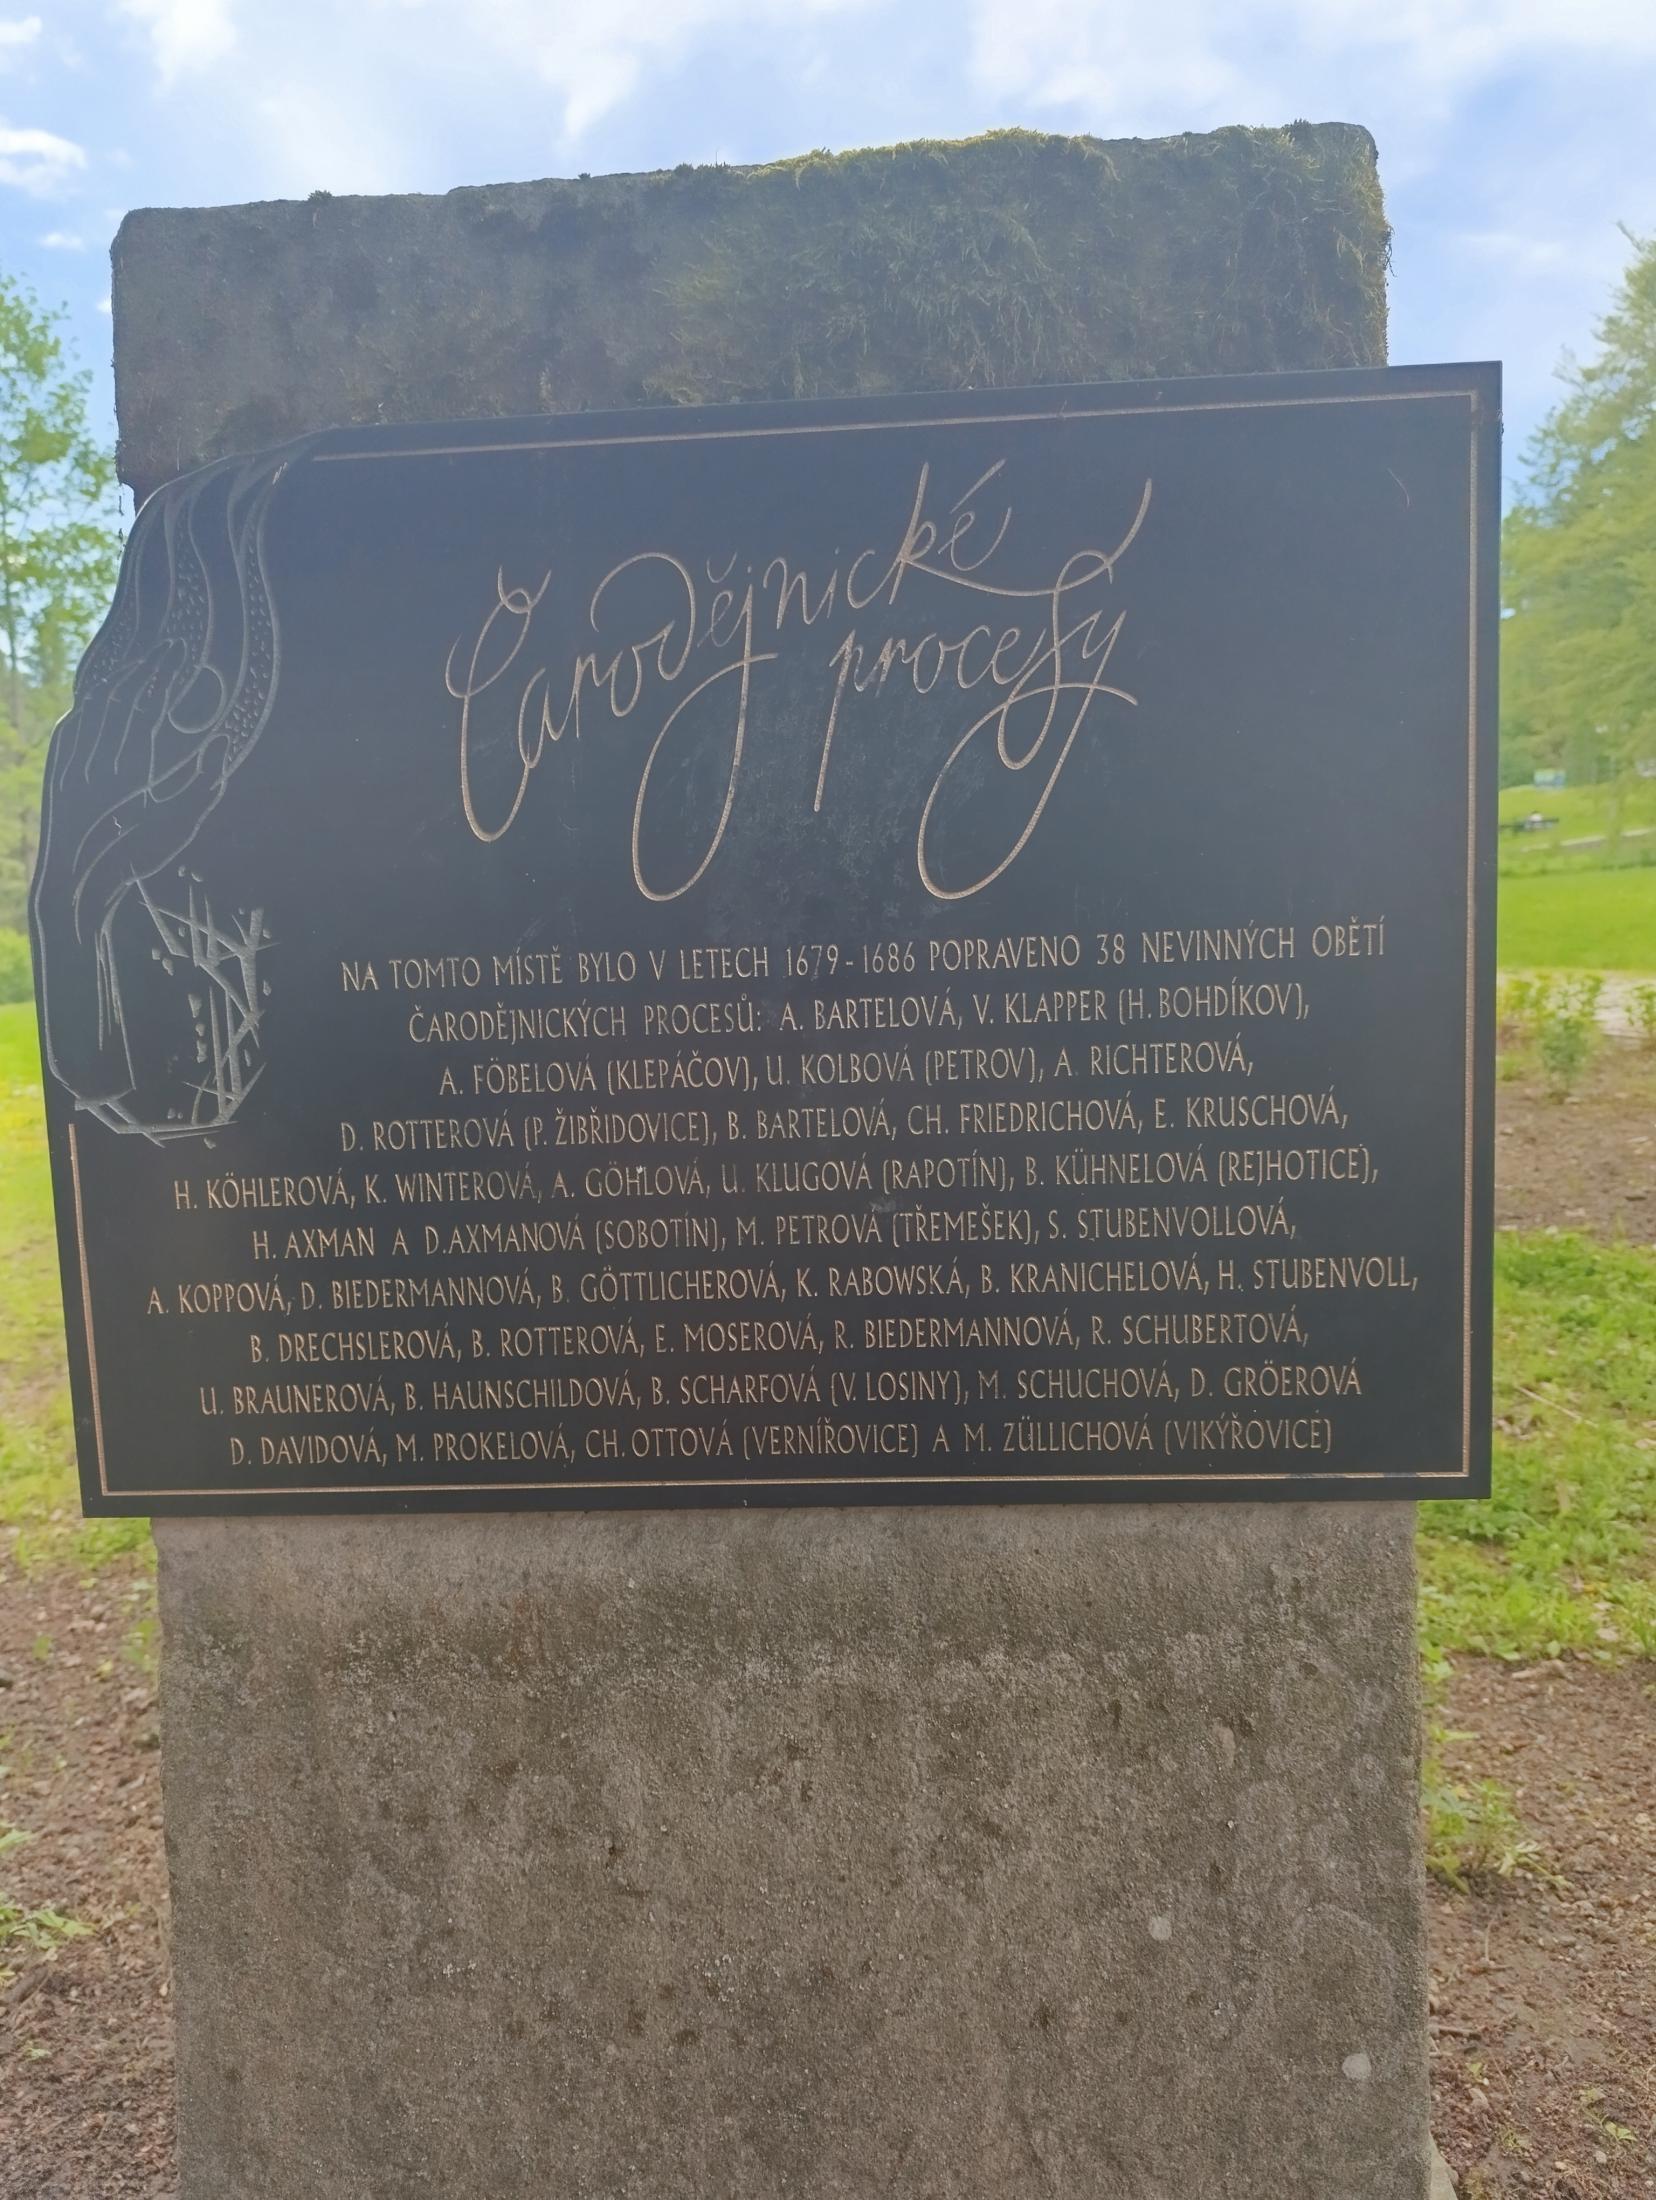 Čarodějnické
procesy
NA TOMTO MÍSTĚ BYLO V LETECH 1679-1686 POPRAVENO 38 NEVINNÝCH OBĚTÍ
ČARODĚJNICKÝCH PROCESŮ: A. BARTELOVÁ, V. KLAPPER (H. BOHDÍKOV),
A. FÖBELOVÁ (KLEPÁČOV), U. KOLBOVÁ (PETROV), A. RICHTEROVÁ,
D. ROTTEROVÁ (P. ŽIBŘIDOVICE), B. BARTELOVÁ, CH. FRIEDRICHOVÁ, E. KRUSCHOVÁ,
H. KÖHLEROVÁ, K. WINTEROVÁ, A. GÖHLOVÁ, U. KLUGOVÁ (RAPOTÍN), B. KÜHNELOVÁ (REJHOTICE),
H. AXMAN A D.AXMANOVÁ (SOBOTÍN), M. PETROVÁ (TŘEMEŠEK), S. STUBENVOLLOVÁ,
A. KOPPOVÁ, D. BIEDERMANNOVÁ, B. GÖTTLICHEROVÁ, K. RABOWSKÁ, B. KRANICHELOVÁ, H. STUBENVOLL,
B. DRECHSLEROVÁ, B. ROTTEROVÁ, E. MOSEROVÁ, R. BIEDERMANNOVÁ, R. SCHUBERTOVÁ,
U. BRAUNEROVÁ, B. HAUNSCHILDOVÁ, B. SCHARFOVÁ (V. LOSINY), M. SCHUCHOVÁ, D. GRÖEROVÁ
D. DAVIDOVÁ, M. PROKELOVÁ, CH. OTTOVÁ (VERNÍŘOVICE) A M. ZÜLLICHOVÁ (VIKÝŘOVICE)